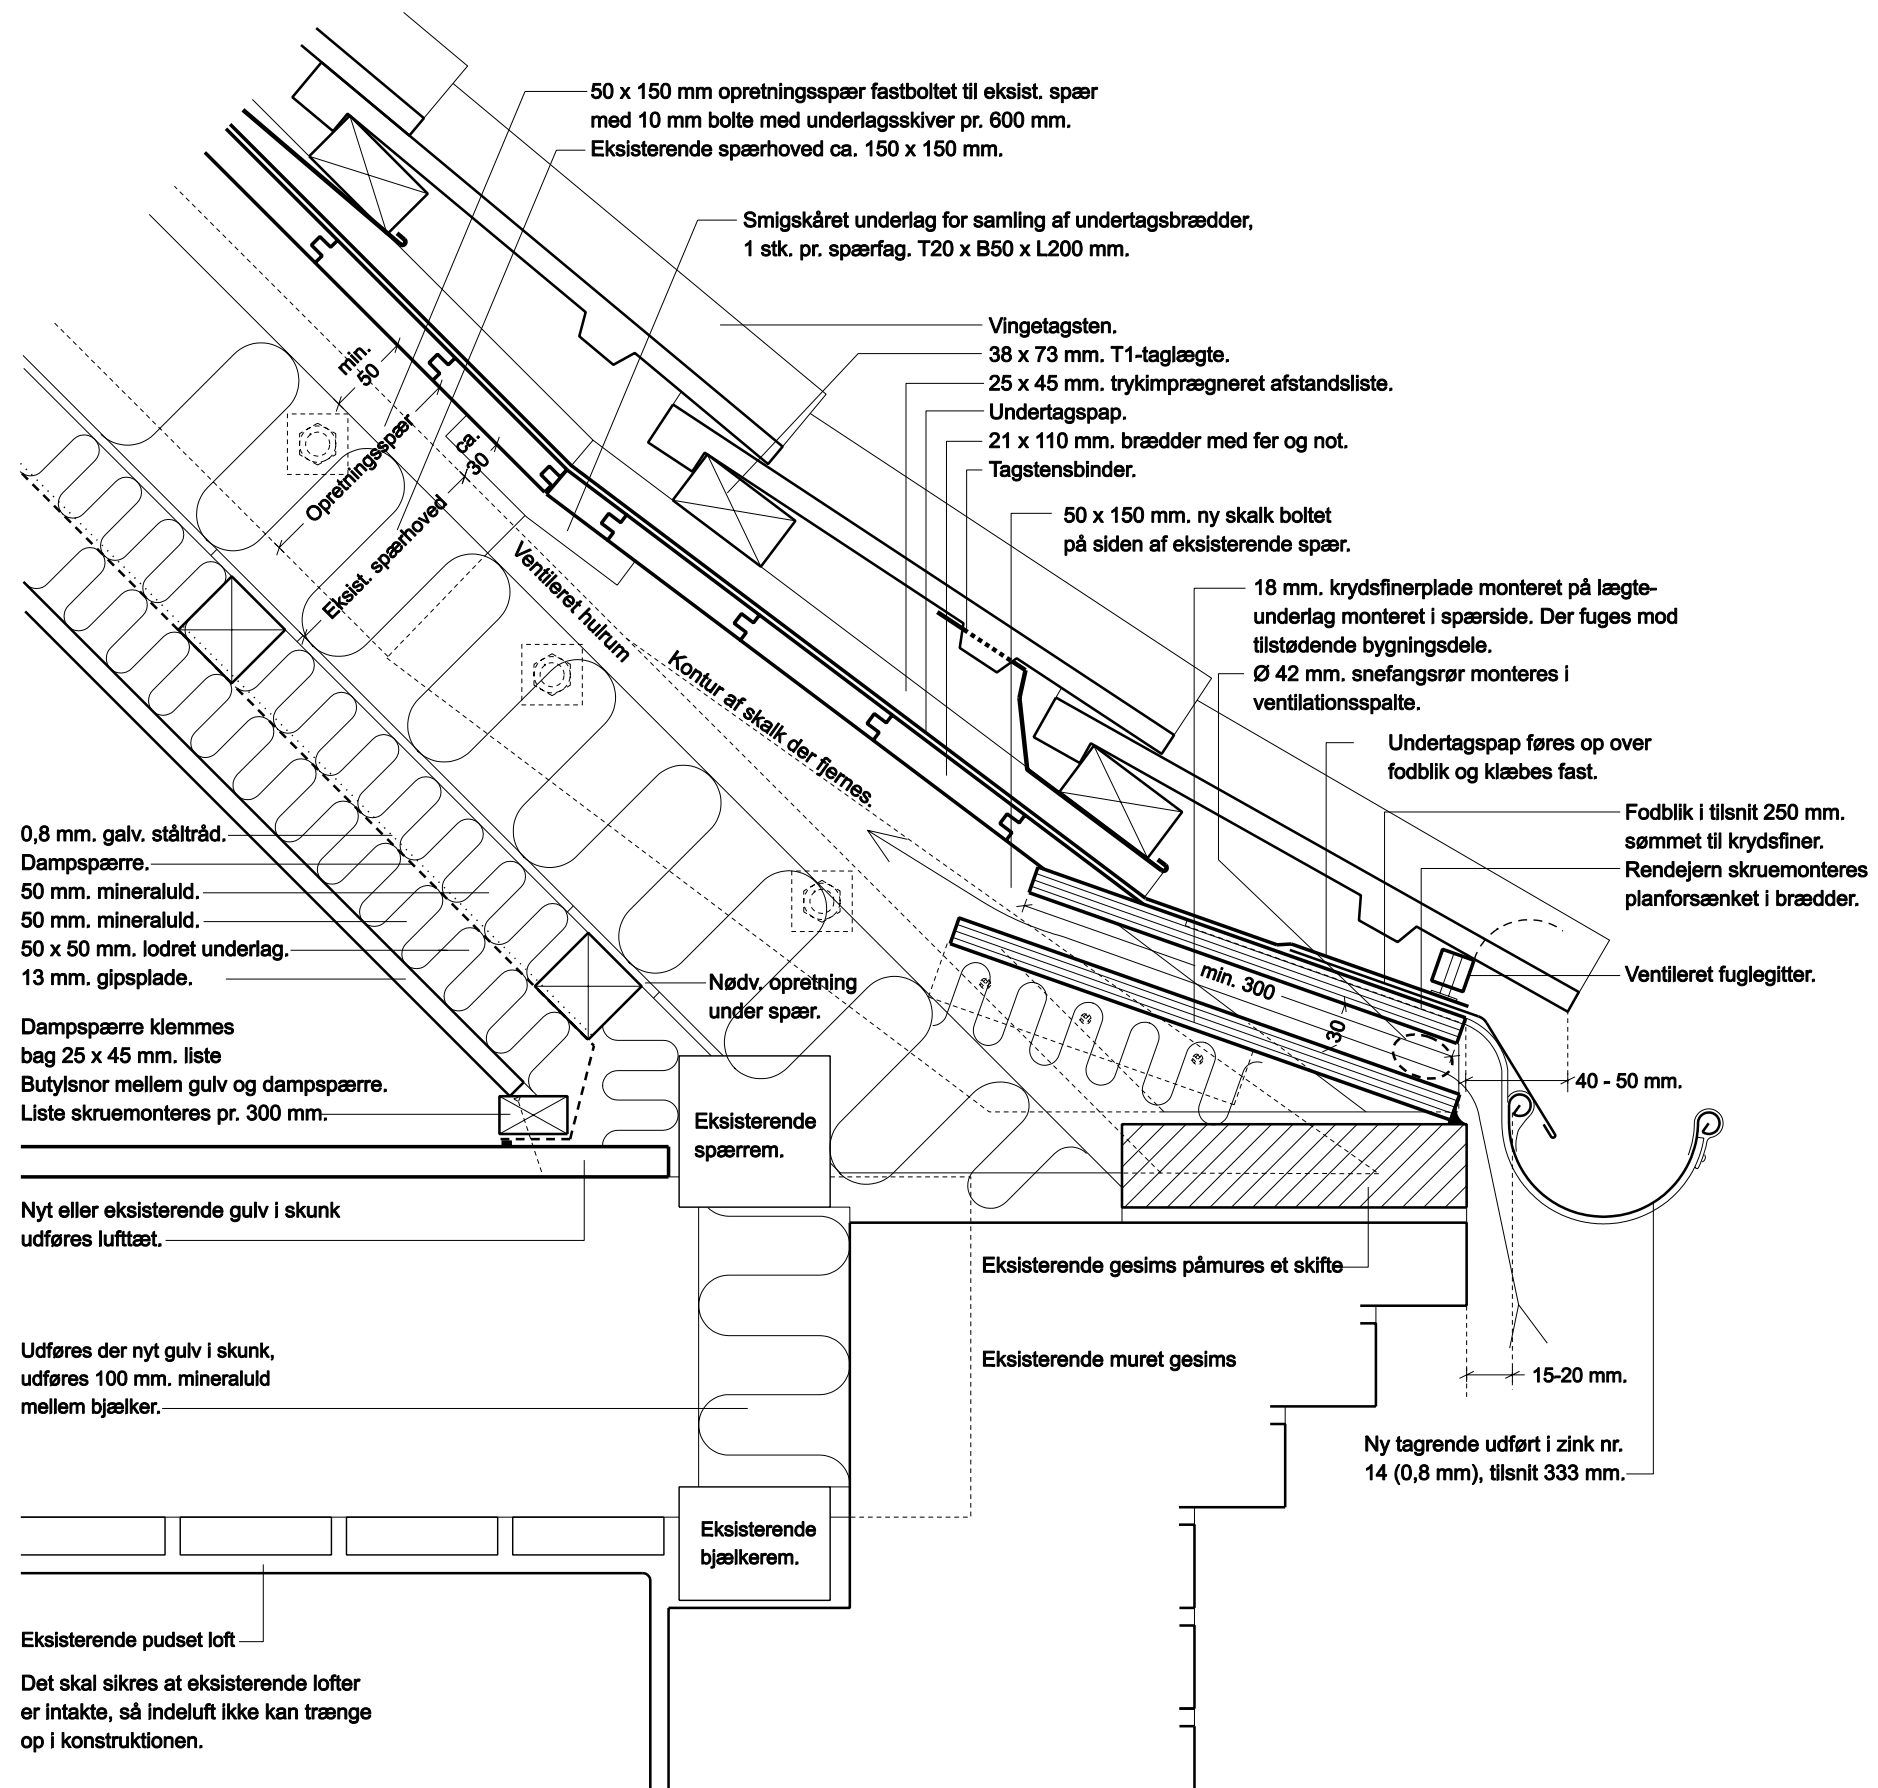 50 x 150 mm opretningsspær fastboltet til eksist. spær
med 10 mm bolte med underlagsskiver pr. 600 mm.
Eksisterende spærhoved ca. 150 x 150 mm.
Smigskåret underlag for samling af undertagsbrædder,
1 stk. pr. spærfag. T20 x B50 x L200 mm.
Vingetagsten.
38 x 73 mm. T1-taglægte.
25 x 45 mm. trykimprægneret afstandsliste.
Undertagspap.
21 x 110 mm. brædder med fer og not.
Tagstensbinder.
50 x 150 mm. ny skalk boltet
på siden af eksisterende spær.
18 mm. krydsfinerplade monteret på lægte-
underlag monteret i spærside. Der fuges mod
tilstødende bygningsdele.
Ø 42 mm. snefangsrør monteres i
ventilationsspalte.
Undertagspap føres op over
fodblik og klæbes fast.
Fodblik i tilsnit 250 mm.
sømmet til krydsfiner.
Rendejern skruemonteres
planforsænket i brædder.
Ventileret fuglegitter.
min.
50
Opretningsspær
ca.
30
Eksist. spærhoved
Ventileret hulrum
Kontur af skalk der fjernes.
min. 300
30
40 - 50 mm.
0,8 mm. galv. ståltråd.
Dampspærre.
50 mm. mineraluld.
50 mm. mineraluld.
50 x 50 mm. lodret underlag.
13 mm. gipsplade.
Nødv. opretning
under spær.
Dampspærre klemmes
bag 25 x 45 mm. liste
Butylsnor mellem gulv og dampspærre.
Liste skruemonteres pr. 300 mm.
Eksisterende
spærrem.
Nyt eller eksisterende gulv i skunk
udføres lufttæt.
Eksisterende gesims påmures et skifte
Udføres der nyt gulv i skunk,
udføres 100 mm. mineraluld
mellem bjælker.
Eksisterende muret gesims
15-20 mm.
Ny tagrende udført i zink nr.
14 (0,8 mm), tilsnit 333 mm.
Eksisterende
bjælkerem.
Eksisterende pudset loft
Det skal sikres at eksisterende lofter
er intakte, så indeluft ikke kan trænge
op i konstruktionen.